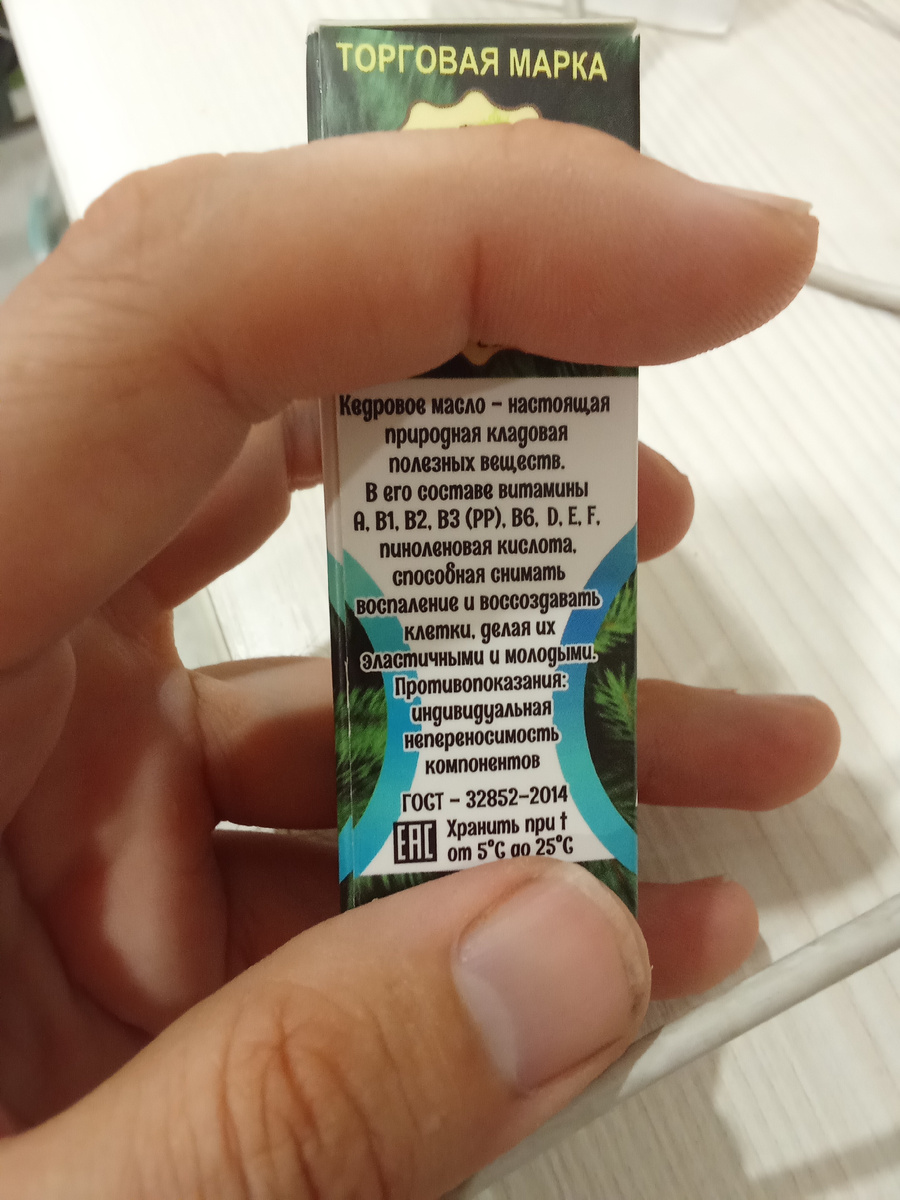 ТОРГОВАЯ МАРКА
Кедровое масло – настоящая
природная кладовая
полезных веществ.
В его составе витамины
А, В1, В2, В3 (РР), В6, D, Е, F,
пиноленовая кислота,
способная снимать
воспаление и воссоздавать
клетки, делая их
эластичными и молодыми.
Противопоказания:
индивидуальная
непереносимость
компонентов
ГОСТ – 32852–2014
ЕАС Хранить при t
от 5°С до 25°С